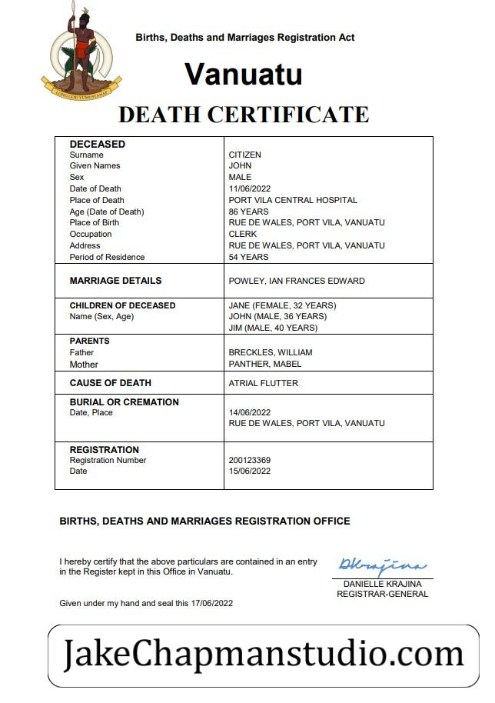 Births, Deaths and Marriages Registration Act
Vanuatu
DEATH CERTIFICATE
DECEASED
Surname CITIZEN
Given Names JOHN
Sex MALE
Date of Death 11/06/2022
Place of Death PORT VILA CENTRAL HOSPITAL
Age (Date of Death) 86 YEARS
Place of Birth RUE DE WALES, PORT VILA, VANUATU
Occupation CLERK
Address RUE DE WALES, PORT VILA, VANUATU
Period of Residence 54 YEARS
MARRIAGE DETAILS POWLEY, IAN FRANCES EDWARD
CHILDREN OF DECEASED JANE (FEMALE, 32 YEARS)
Name (Sex, Age) JOHN (MALE, 36 YEARS)
JIM (MALE, 40 YEARS)
PARENTS
Father BRECKLES, WILLIAM
Mother PANTHER, MABEL
CAUSE OF DEATH ATRIAL FLUTTER
BURIAL OR CREMATION
Date, Place 14/06/2022
RUE DE WALES, PORT VILA, VANUATU
REGISTRATION
Registration Number 200123369
Date 15/06/2022
BIRTHS, DEATHS AND MARRIAGES REGISTRATION OFFICE
I hereby certify that the above particulars are contained in an entry
in the Register kept in this Office in Vanuatu.
DKrajina
DANIELLE KRAJINA
REGISTRAR-GENERAL
Given under my hand and seal this 17/06/2022
JakeChapmanstudio.com